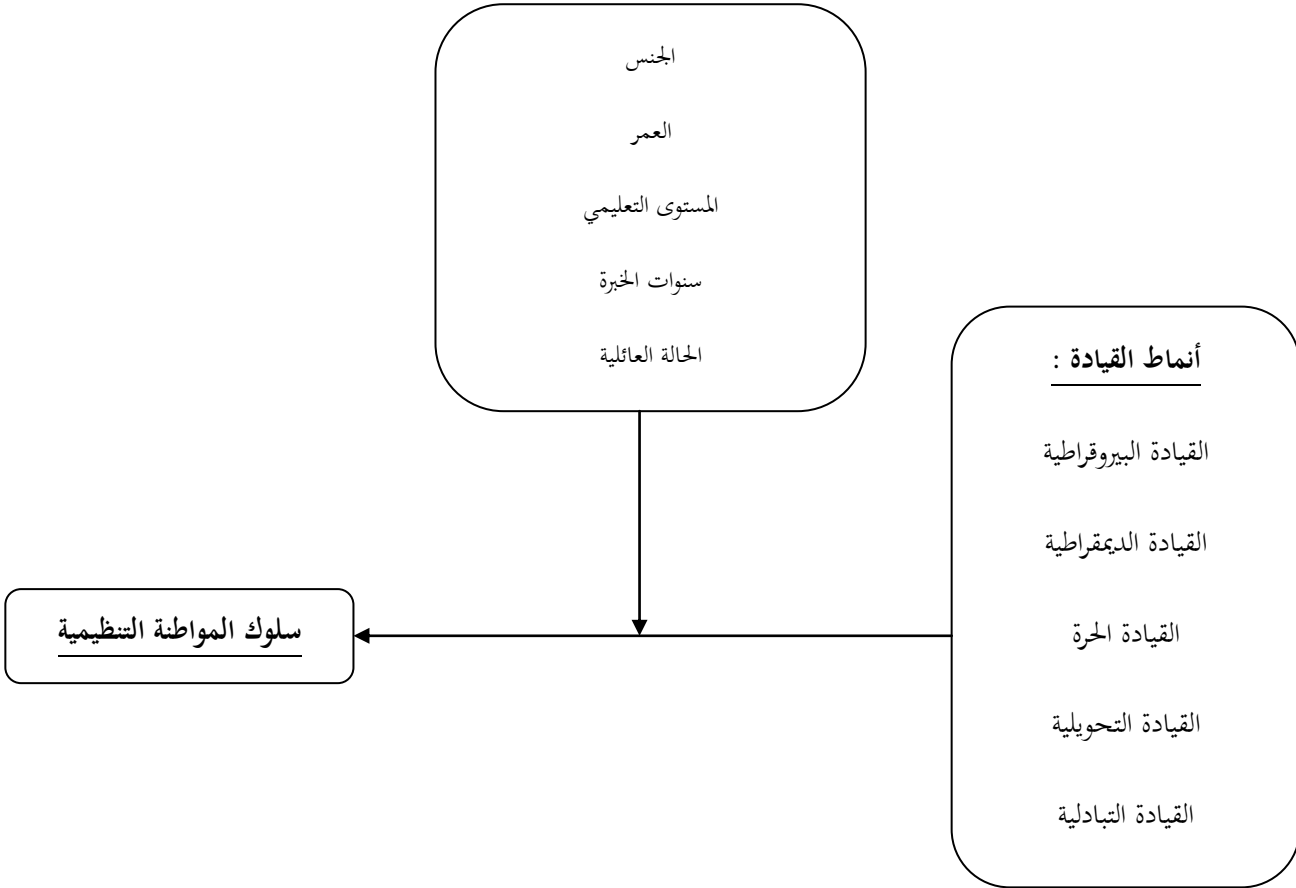 الجنس
العمر
المستوى التعليمي
سنوات الخبرة
الحالة العائلية
أنماط القيادة :
القيادة البيروقراطية
القيادة الديمقراطية
القيادة الحرة
القيادة التحويلية
القيادة التبادلية
سلوك المواطنة التنظيمية